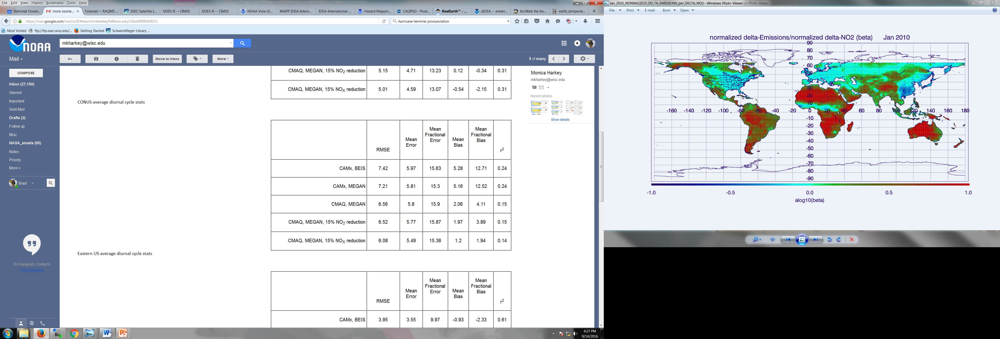 File Edit View History Bookmarks Tools Help
National Ocean...
more ozone...
Forecast -- RAQMS ...
SSEC Satellite I...
GOES-R -- CIMSS
GOES-R -- CIMSS
NOAA View Gl...
IMAPP IDEA-Intern...
IDEA-International ...
Hazard Mappin...
CALIPSO - Prod...
RealEarth™ - ...
eIDEA -- enhan...
InciWeb the Inc...
earth_temperat...
https://mail.google.com/mail/u/0/#search/mkharkey%40wisc.edu/156ddff08560f211
hurricane hermine pronunciation
Most Visited ftp://ftp.ssec.wisc.edu/... Getting Started Schwerdtfeger Library ...
NOAA
mkharkey@wisc.edu
Mail
Move to Inbox
More
5 of many
COMPOSE
Inbox (27,150)
Starred
Important
Sent Mail
Drafts (2)
Follow up
Misc
NASA_emails (90)
Notes
Priority
More
Brad
No Hangouts Contacts
Find someone
CMAQ, MEGAN, 15% NO2 reduction 5.15 4.71 13.23 0.12 -0.34 0.31
CMAQ, MEGAN, 15% NOX reduction 5.01 4.59 13.07 -0.54 -2.15 0.31
CONUS-average diurnal cycle stats
RMSE Mean Error Mean Fractional Error Mean Bias Mean Fractional Bias r2
CAMx, BEIS 7.42 5.97 15.63 5.28 12.71 0.24
CAMx, MEGAN 7.21 5.81 15.3 5.16 12.52 0.24
CMAQ, MEGAN 6.56 5.8 15.9 2.06 4.11 0.15
CMAQ, MEGAN, 15% NO2 reduction 6.52 5.77 15.87 1.97 3.89 0.15
CMAQ, MEGAN, 15% NOX reduction 6.08 5.49 15.38 1.2 1.94 0.14
Eastern US-average diurnal cycle stats
RMSE Mean Error Mean Fractional Error Mean Bias Mean Fractional Bias r2
CAMx, BEIS 3.95 3.55 9.97 -0.93 -2.33 0.61
Monica Harkey
mkharkey@wisc.edu
Recent photos
Show details
4:27 PM
9/14/2016
Jan_2010_NORMALIZED_DELTA_EMISSIONS_per_DELTA_NO2 - Windows Photo Viewer
File Print E-mail Burn Open
normalized delta-Emissions/normalized delta-NO2 (beta) Jan 2010
90
80
70
60
50
40
30
20
10
-160 -140 -120 -100 -80 -60 -40 -20 0 20 40 60 80 100 120 140 160 180
-10
-20
-30
-40
-50
-60
-70
-80
-90
-1.0 -0.5 0.0 0.5 1.0
alog10(beta)